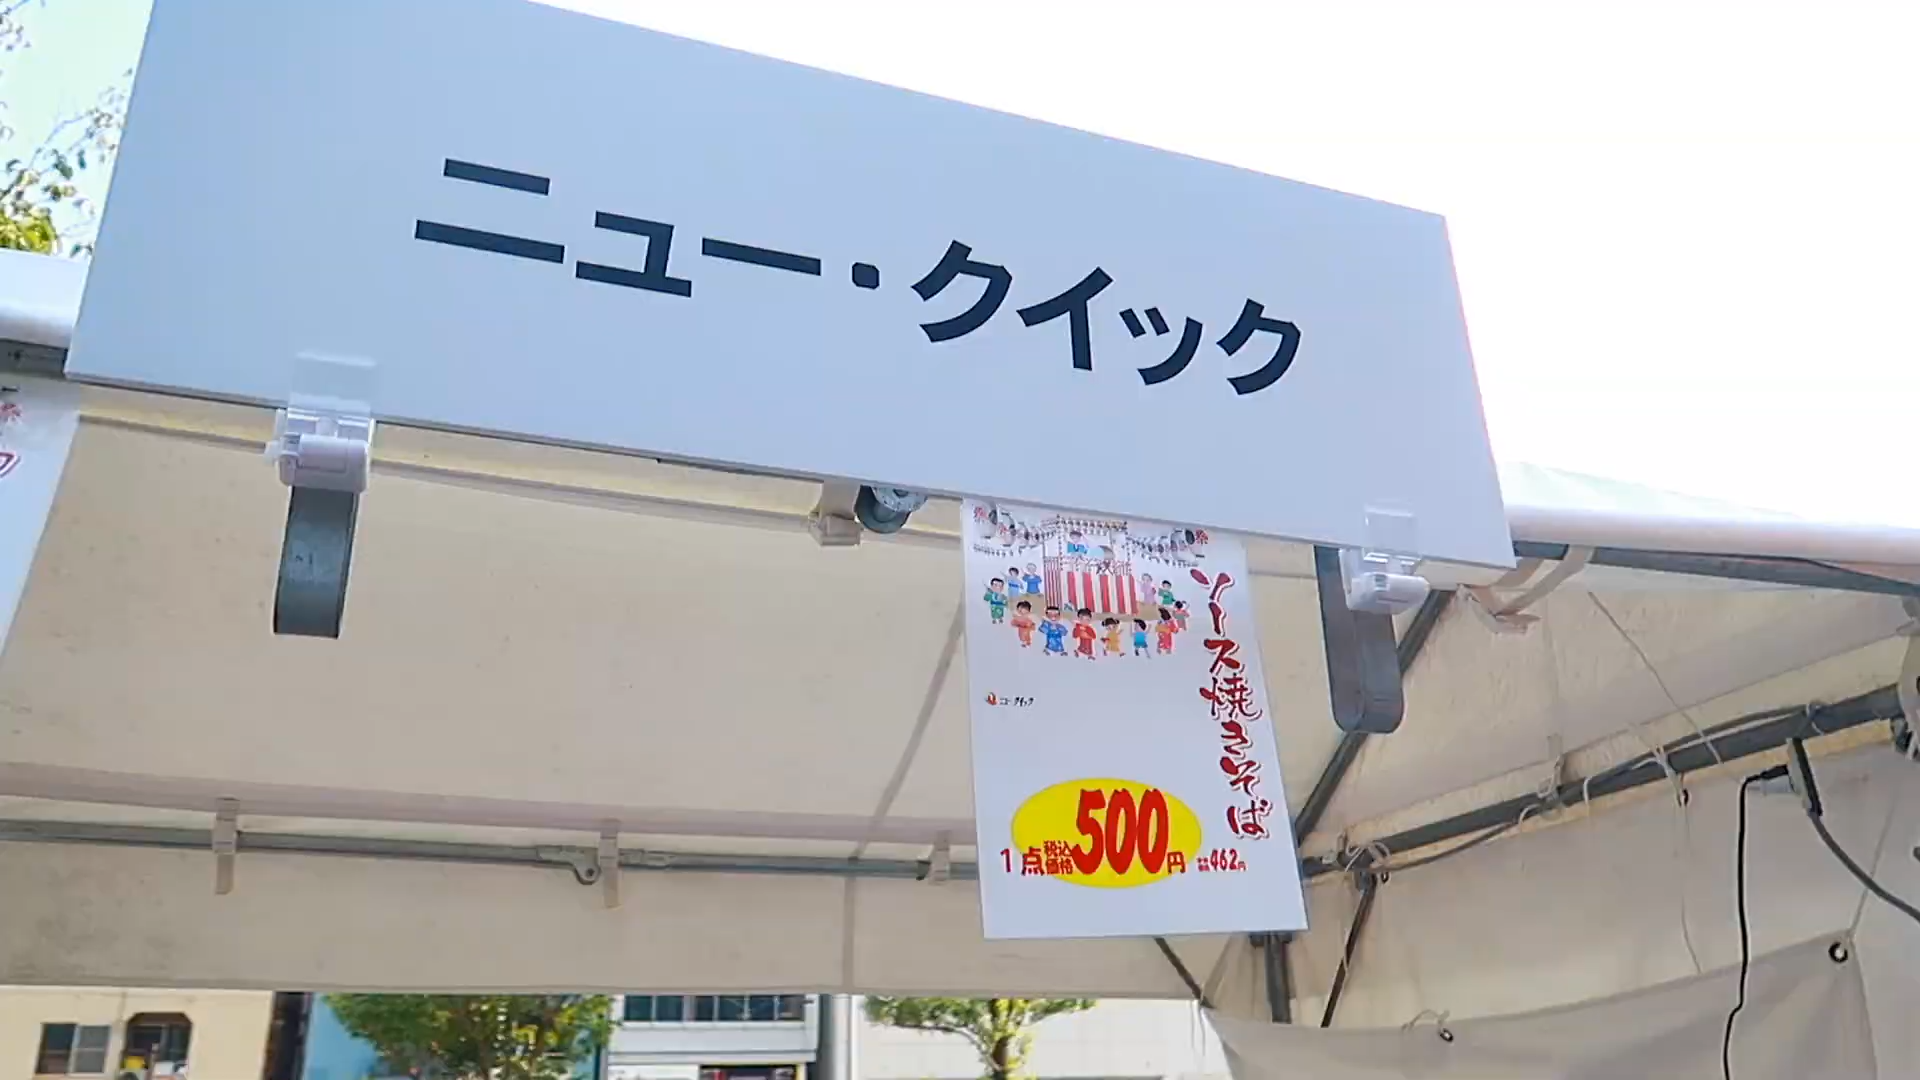 ニュー・クイック
ソース焼きそば
ニュークイック
1点税込価格500円
462円